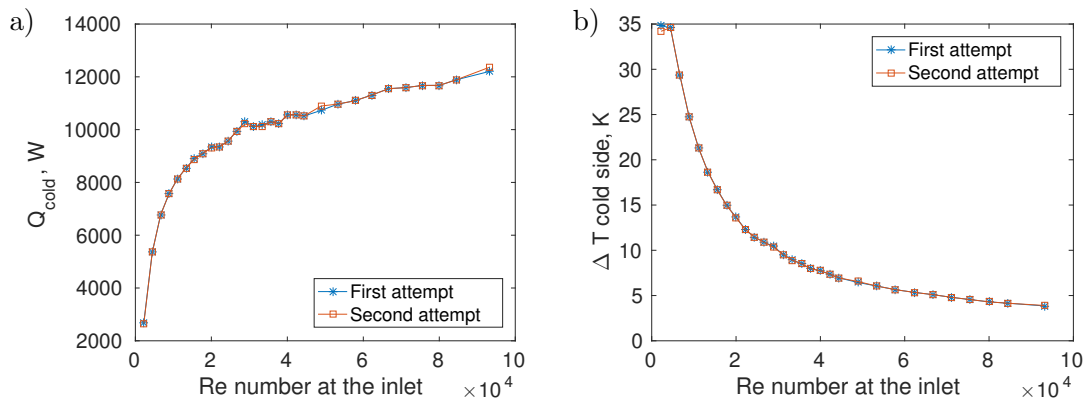 a)
14000
12000
10000
8000
6000
4000
2000
Q_cold, W
First attempt
Second attempt
0 2 4 6 8 10
Re number at the inlet ×10^4
b)
35
30
25
20
15
10
5
0
Δ T cold side, K
First attempt
Second attempt
0 2 4 6 8 10
Re number at the inlet ×10^4